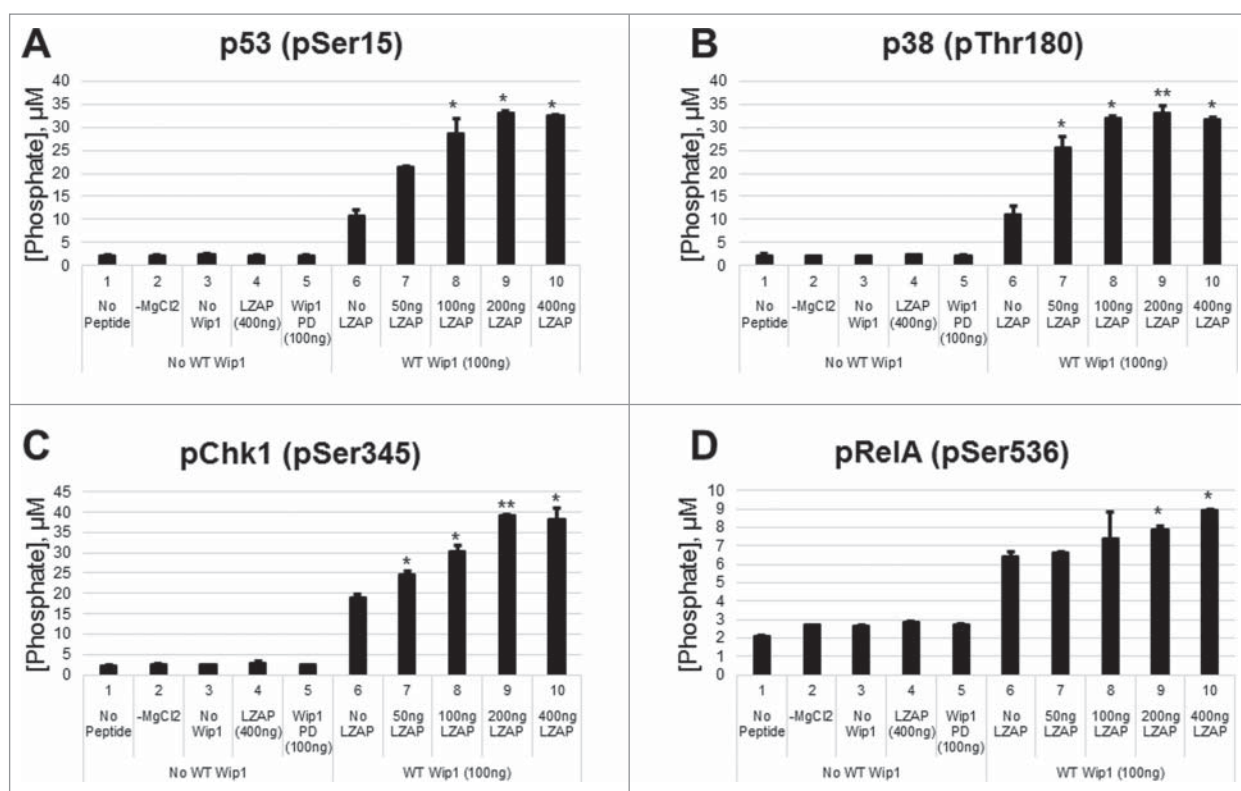 A
p53 (pSer15)
[Phosphate], µM
40
35
30
25
20
15
10
5
0
* * *
1 2 3 4 5 6 7 8 9 10
No Peptide -MgCl2 No Wip1 LZAP (400ng) Wip1 PD (100ng) No LZAP 50ng LZAP 100ng LZAP 200ng LZAP 400ng LZAP
No WT Wip1 WT Wip1 (100ng)
B
p38 (pThr180)
[Phosphate], µM
40
35
30
25
20
15
10
5
0
* * ** *
1 2 3 4 5 6 7 8 9 10
No Peptide -MgCl2 No Wip1 LZAP (400ng) Wip1 PD (100ng) No LZAP 50ng LZAP 100ng LZAP 200ng LZAP 400ng LZAP
No WT Wip1 WT Wip1 (100ng)
C
pChk1 (pSer345)
[Phosphate], µM
45
40
35
30
25
20
15
10
5
0
* * ** *
1 2 3 4 5 6 7 8 9 10
No Peptide -MgCl2 No Wip1 LZAP (400ng) Wip1 PD (100ng) No LZAP 50ng LZAP 100ng LZAP 200ng LZAP 400ng LZAP
No WT Wip1 WT Wip1 (100ng)
D
pRelA (pSer536)
[Phosphate], µM
10
9
8
7
6
5
4
3
2
1
0
* *
1 2 3 4 5 6 7 8 9 10
No Peptide -MgCl2 No Wip1 LZAP (400ng) Wip1 PD (100ng) No LZAP 50ng LZAP 100ng LZAP 200ng LZAP 400ng LZAP
No WT Wip1 WT Wip1 (100ng)